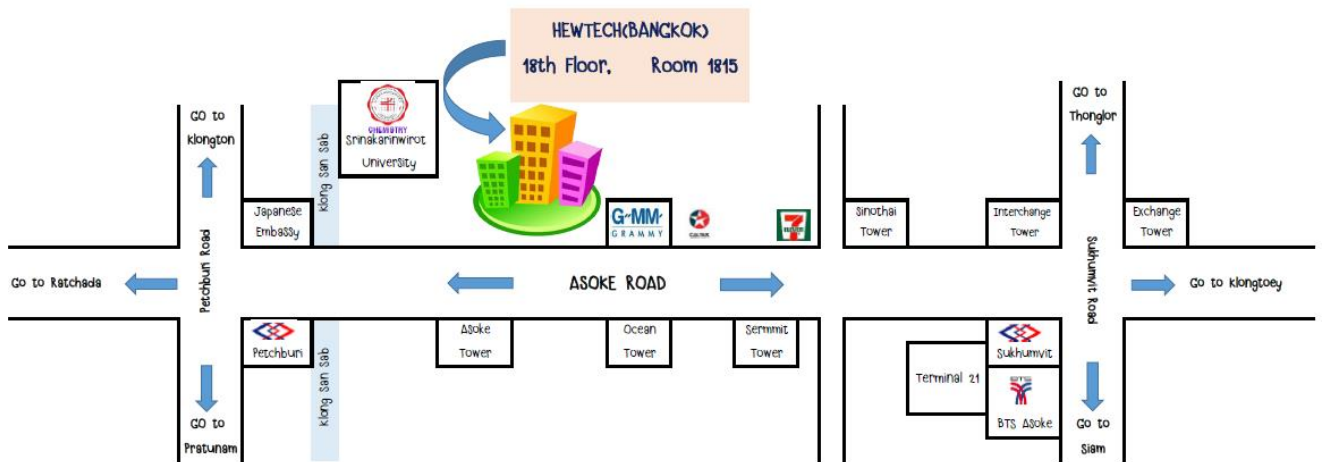 HEWTECH(BANGKOK)
18th Floor, Room 1815
GO to
Klongton
Klong San Sab
CHEMISTRY
Srinakarinwirot
University
GO to
Thonglor
Japanese
Embassy
G"MM'
GRAMMY
Caltex
7
ELEVEN
Sinothai
Tower
Interchange
Tower
Exchange
Tower
Petchburi Road
Go to Ratchada
ASOKE ROAD
Sukhumvit Road
Go to Klongtoey
Petchburi
Klong San Sab
Asoke
Tower
Ocean
Tower
Sermmit
Tower
Sukhumvit
Terminal 21
BTS
BTS Asoke
GO to
Pratunam
Go to
Siam